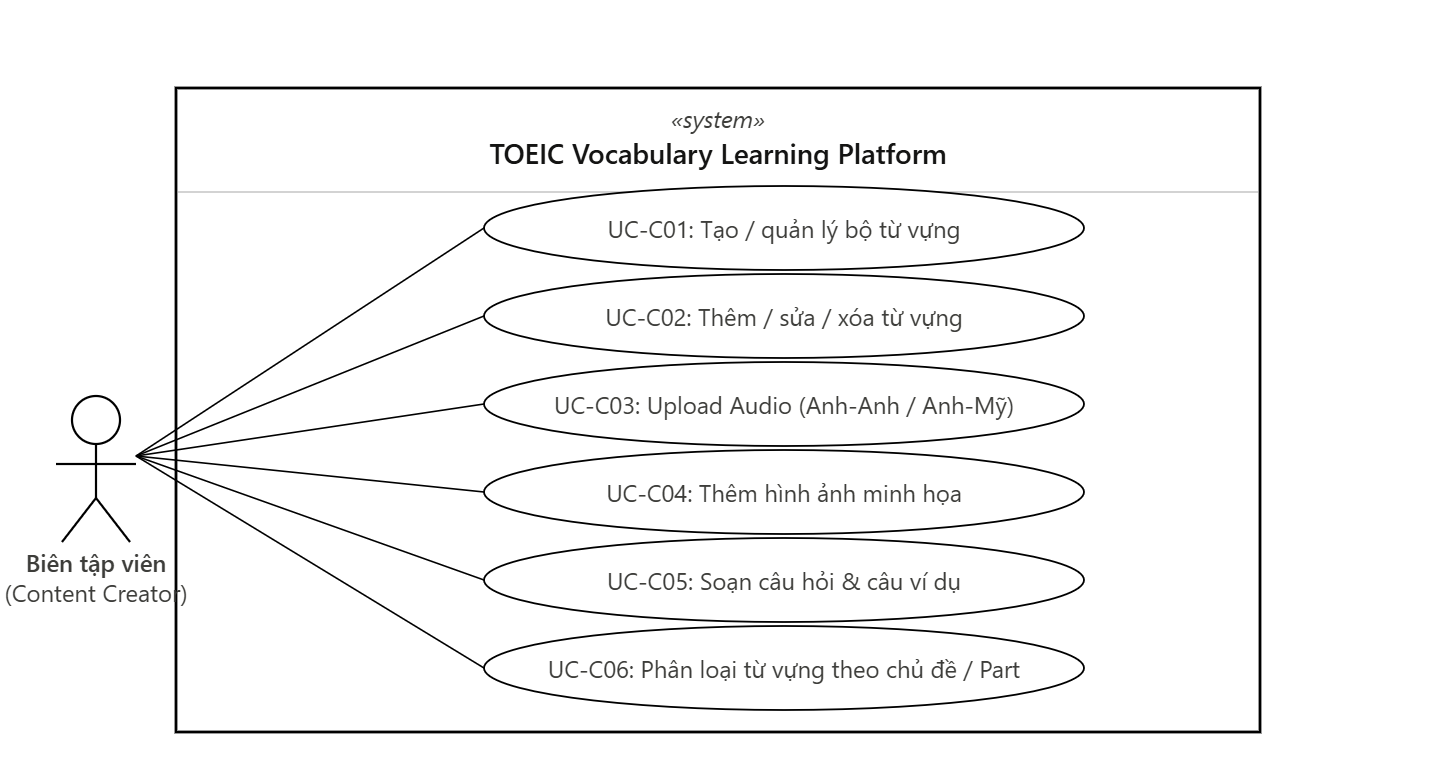 «system»
TOEIC Vocabulary Learning Platform
UC-C01: Tạo / quản lý bộ từ vựng
UC-C02: Thêm / sửa / xóa từ vựng
UC-C03: Upload Audio (Anh-Anh / Anh-Mỹ)
UC-C04: Thêm hình ảnh minh họa
UC-C05: Soạn câu hỏi & câu ví dụ
UC-C06: Phân loại từ vựng theo chủ đề / Part
Biên tập viên
(Content Creator)